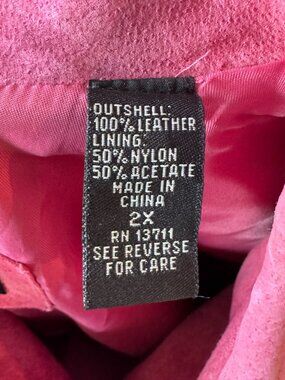 OUTSHELL:
100% LEATHER
LINING:
50% NYLON
50% ACETATE
MADE IN
CHINA
2X
RN 13711
SEE REVERSE
FOR CARE